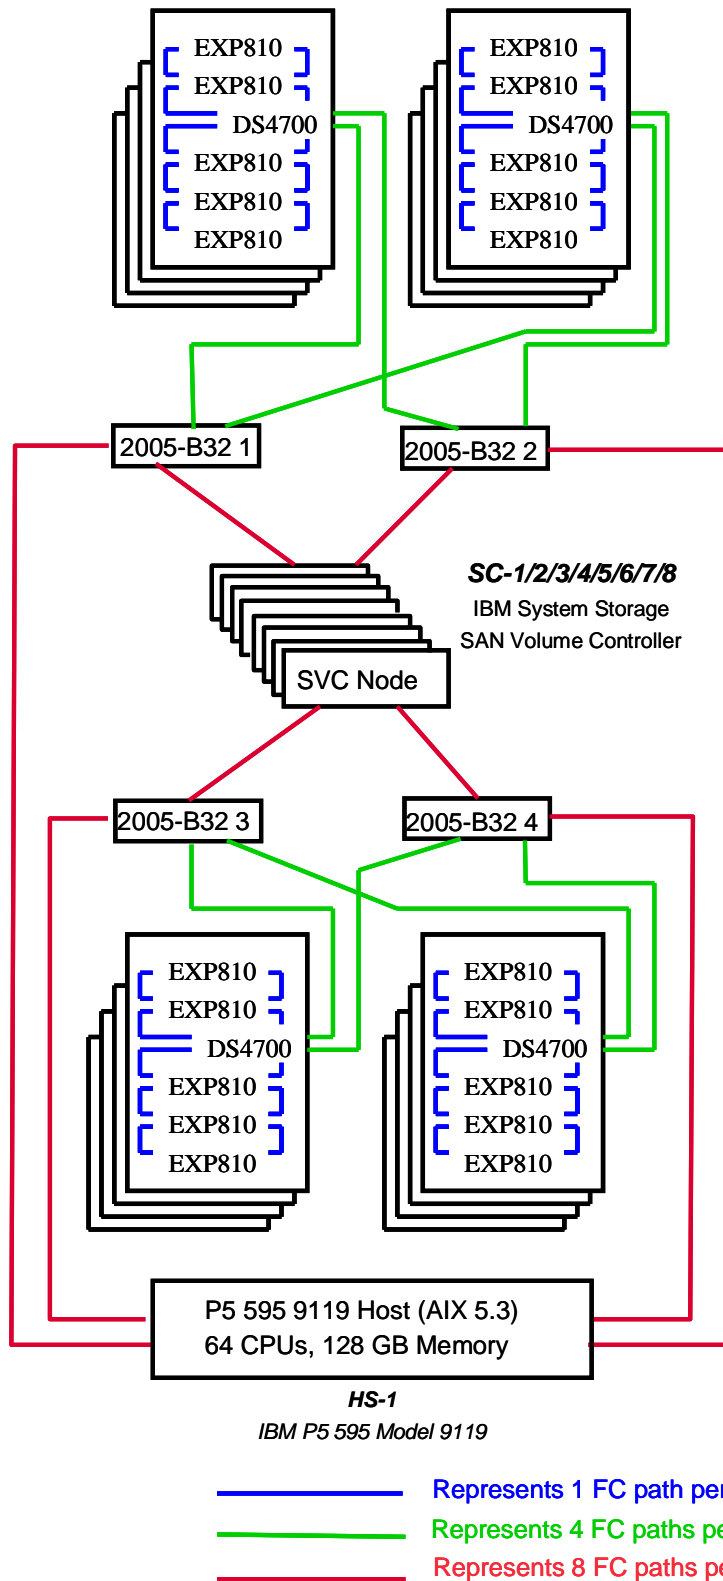 EXP810
EXP810
DS4700
EXP810
EXP810
EXP810
EXP810
EXP810
DS4700
EXP810
EXP810
EXP810
2005-B32 1
2005-B32 2
SC-1/2/3/4/5/6/7/8
IBM System Storage
SAN Volume Controller
SVC Node
2005-B32 3
2005-B32 4
EXP810
EXP810
DS4700
EXP810
EXP810
EXP810
EXP810
EXP810
DS4700
EXP810
EXP810
EXP810
P5 595 9119 Host (AIX 5.3)
64 CPUs, 128 GB Memory
HS-1
IBM P5 595 Model 9119
Represents 1 FC path per
Represents 4 FC paths pe
Represents 8 FC paths pe